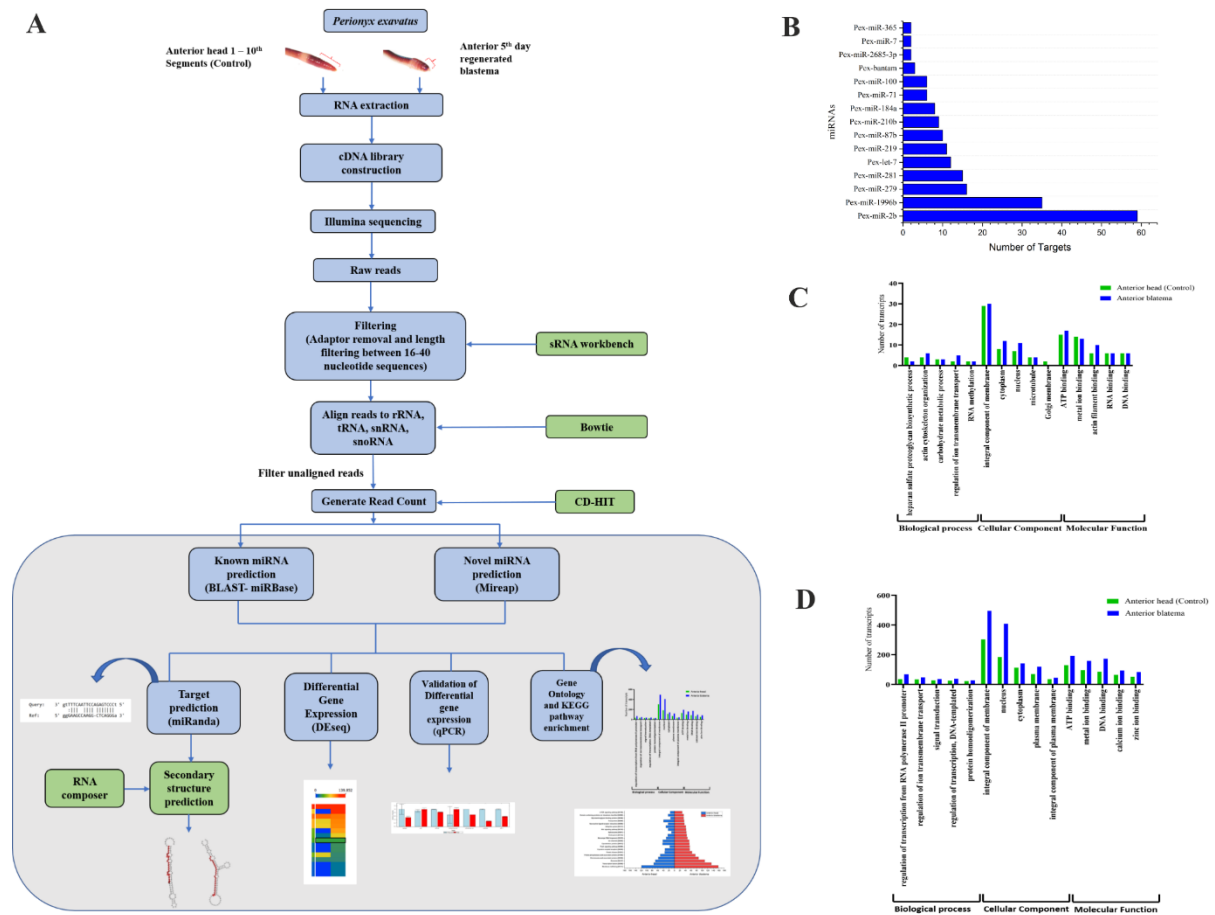 A
Perionyx exavatus
Anterior head 1 – 10th
Segments (Control)
Anterior 5th day
regenerated
blastema
RNA extraction
cDNA library
construction
Illumina sequencing
Raw reads
Filtering
(Adaptor removal and length
filtering between 16-40
nucleotide sequences)
sRNA workbench
Align reads to rRNA,
tRNA, snRNA,
snoRNA
Bowtie
Filter unaligned reads
Generate Read Count
CD-HIT
Known miRNA
prediction
(BLAST- miRBase)
Novel miRNA
prediction
(Mireap)
Target
prediction
(miRanda)
Differential
Gene
Expression
(DEseq)
Validation of
Differential
gene
expression
(qPCR)
Gene
Ontology
and KEGG
pathway
enrichment
Query:
Ref:
RNA
composer
Secondary
structure
prediction
B
miRNAs
Pex-miR-365
Pex-miR-7
Pex-miR-2685-3p
Pex-bantam
Pex-miR-100
Pex-miR-71
Pex-miR-184a
Pex-miR-210b
Pex-miR-87b
Pex-miR-219
Pex-let-7
Pex-miR-281
Pex-miR-279
Pex-miR-1996b
Pex-miR-2b
0 20 40 60
Number of Targets
C
Number of transcripts
40
30
20
10
0
Anterior head (Control)
Anterior blatema
heparan sulfate proteoglycan biosynthetic process
actin cytoskeleton organization
carbohydrate metabolic process
regulation of ion transmembrane transport
RNA methylation
integral component of membrane
cytoplasm
nucleus
microtubule
Golgi membrane
ATP binding
metal ion binding
actin filament binding
RNA binding
DNA binding
Biological process Cellular Component Molecular Function
D
Number of transcripts
600
400
200
0
Anterior head (Control)
Anterior blatema
regulation of transcription from RNA polymerase II promoter
regulation of ion transmembrane transport
signal transduction
regulation of transcription, DNA-templated
protein homodigomerization
integral component of membrane
nucleus
cytoplasm
plasma membrane
integral component of plasma membrane
ATP binding
metal ion binding
DNA binding
calcium ion binding
zinc ion binding
Biological process Cellular Component Molecular Function